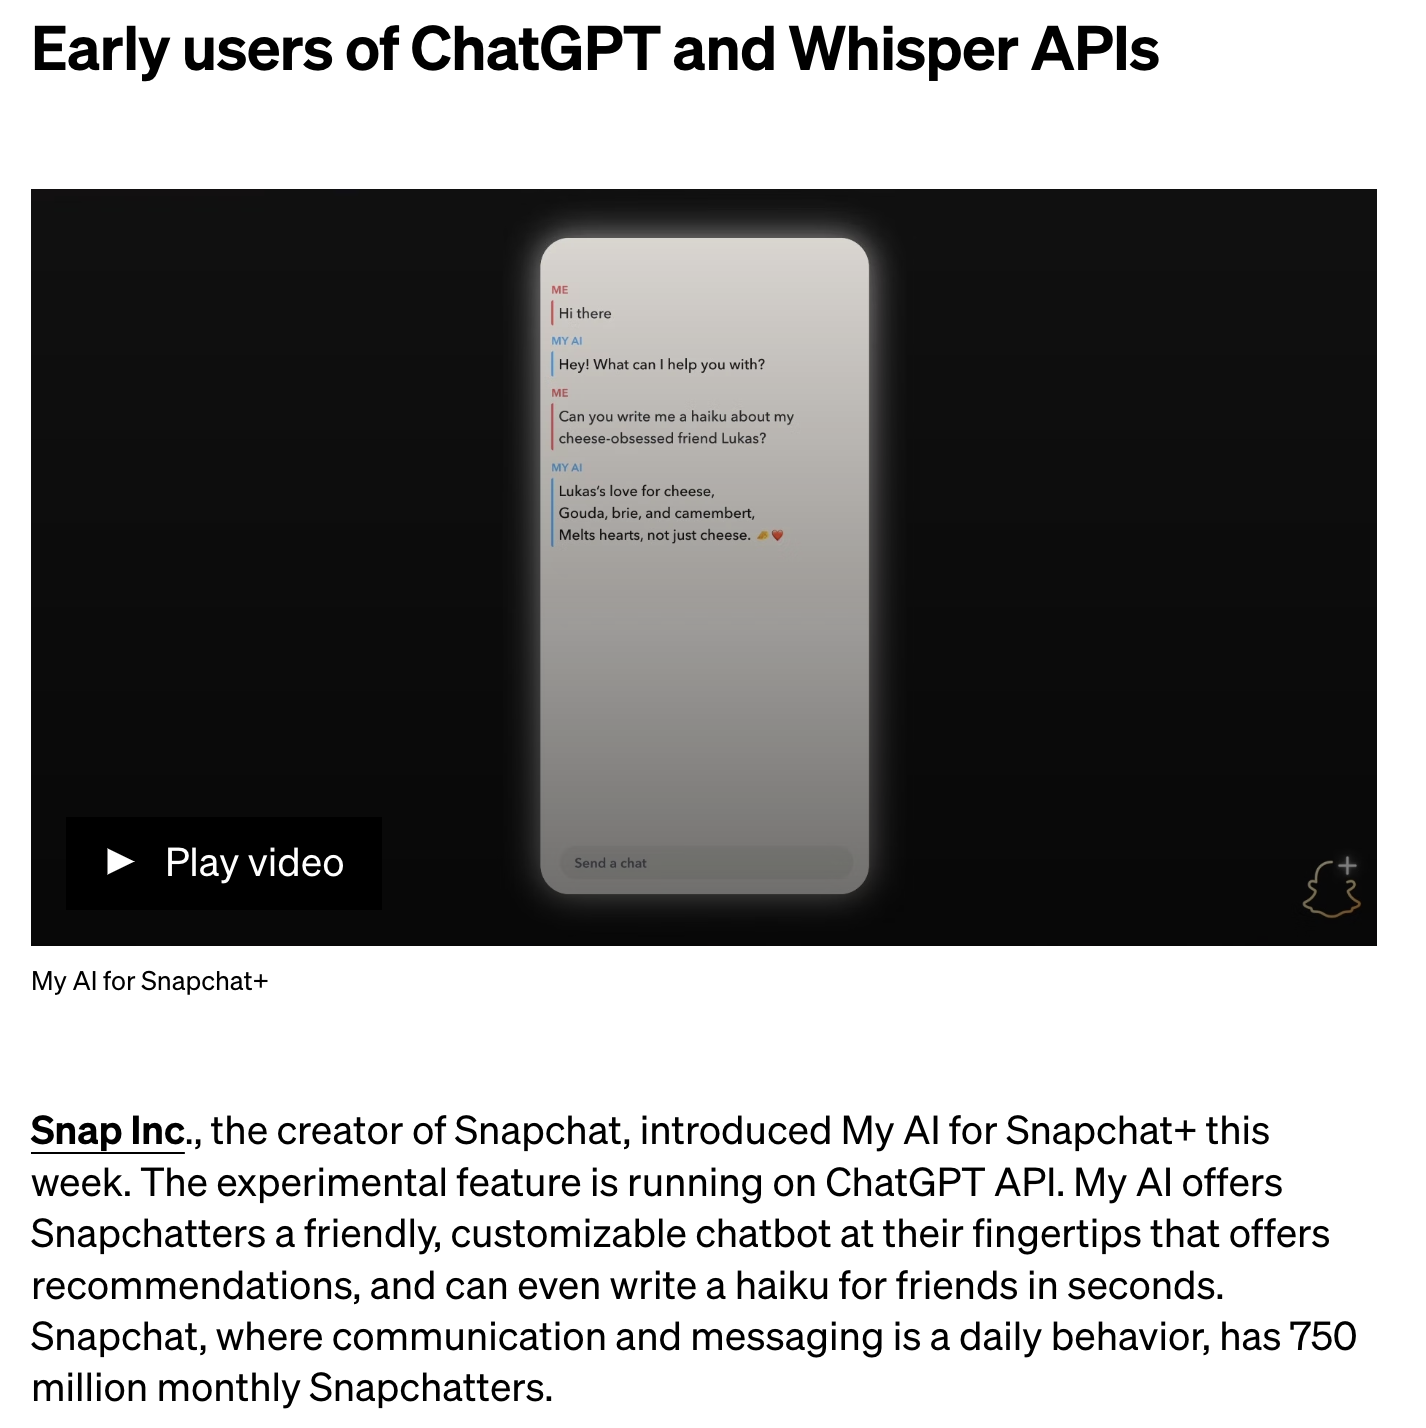 Early users of ChatGPT and Whisper APIs
ME
Hi there
MY AI
Hey! What can I help you with?
ME
Can you write me a haiku about my
cheese-obsessed friend Lukas?
MY AI
Lukas's love for cheese,
Gouda, brie, and camembert,
Melts hearts, not just cheese. 🧀❤️
Send a chat
Play video
My AI for Snapchat+
Snap Inc., the creator of Snapchat, introduced My AI for Snapchat+ this
week. The experimental feature is running on ChatGPT API. My AI offers
Snapchatters a friendly, customizable chatbot at their fingertips that offers
recommendations, and can even write a haiku for friends in seconds.
Snapchat, where communication and messaging is a daily behavior, has 750
million monthly Snapchatters.